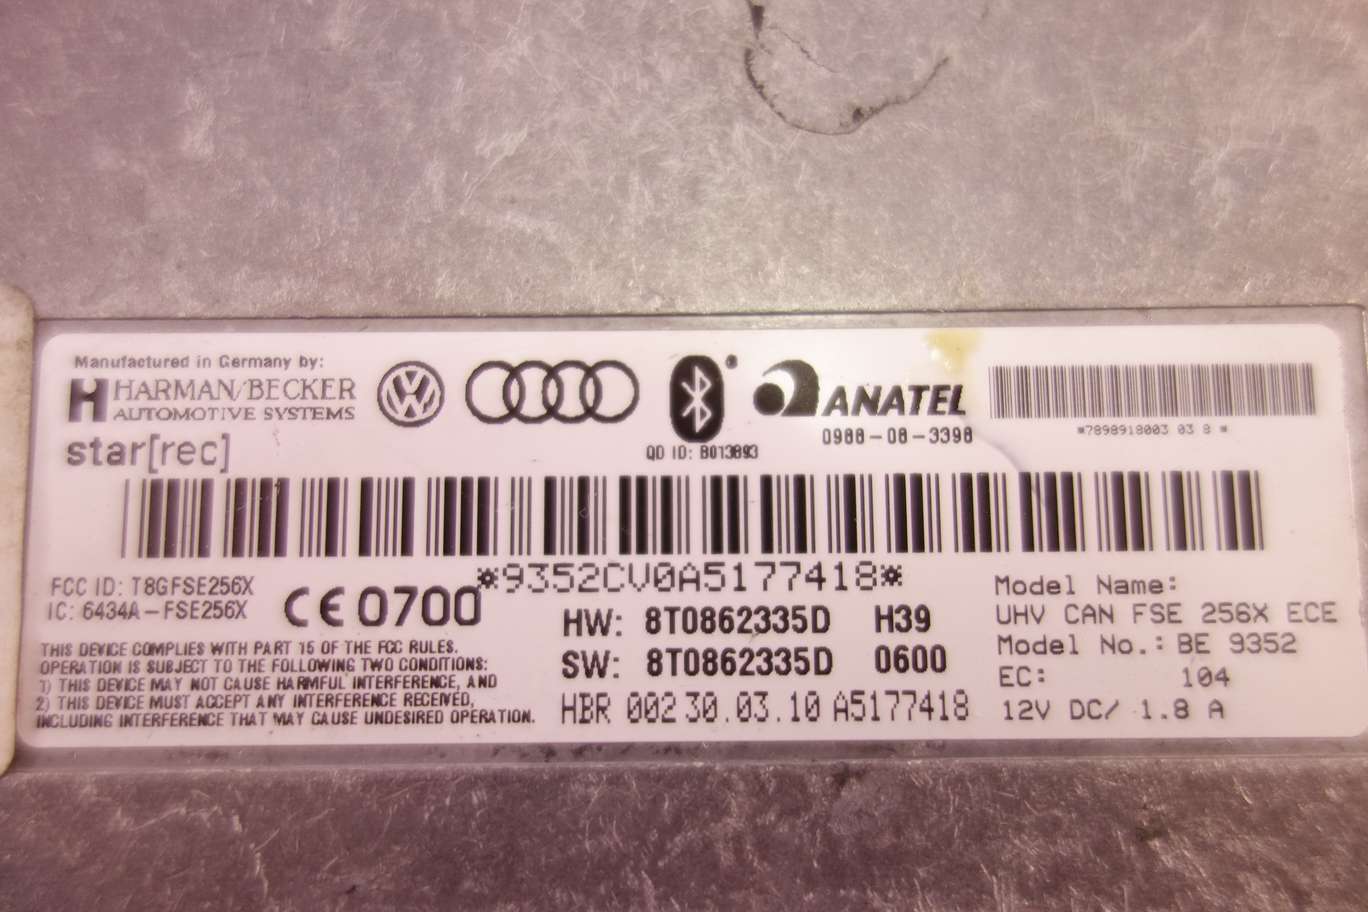 Manufactured in Germany by:
HARMAN/BECKER
AUTOMOTIVE SYSTEMS
star[rec]
QD ID: B013893
ANATEL
0988-08-3398
*7898918003 03 8 *
*9352CV0A5177418*
FCC ID: T8GFSE256X
IC: 6434A-FSE256X
CE 0700
THIS DEVICE COMPLIES WITH PART 15 OF THE FCC RULES.
OPERATION IS SUBJECT TO THE FOLLOWING TWO CONDITIONS:
1) THIS DEVICE MAY NOT CAUSE HARMFUL INTERFERENCE, AND
2) THIS DEVICE MUST ACCEPT ANY INTERFERENCE RECEIVED,
INCLUDING INTERFERENCE THAT MAY CAUSE UNDESIRED OPERATION.
HW: 8T0862335D H39
SW: 8T0862335D 0600
HBR 002 30.03.10 A5177418
Model Name:
UHV CAN FSE 256X ECE
Model No.: BE 9352
EC: 104
12V DC/ 1.8 A